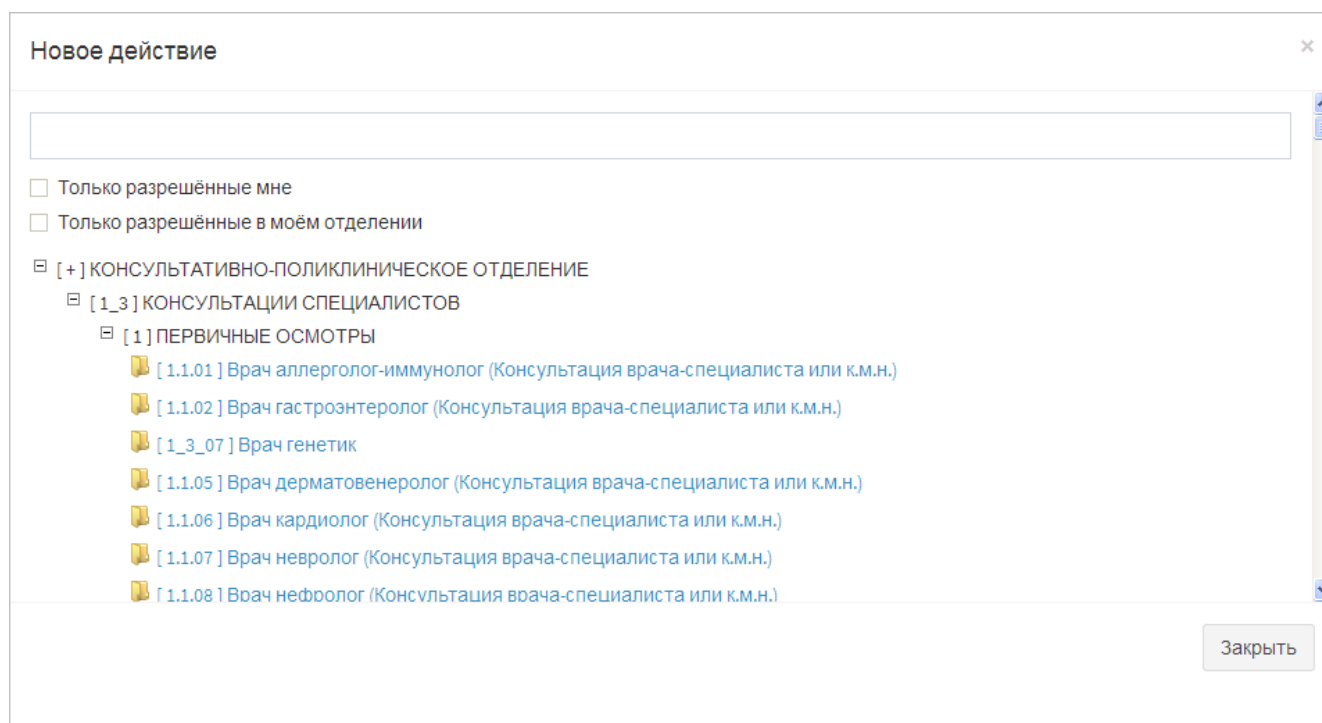 Новое действие
×
Только разрешённые мне
Только разрешённые в моём отделении
[ + ] КОНСУЛЬТАТИВНО-ПОЛИКЛИНИЧЕСКОЕ ОТДЕЛЕНИЕ
[ 1_3 ] КОНСУЛЬТАЦИИ СПЕЦИАЛИСТОВ
[ 1 ] ПЕРВИЧНЫЕ ОСМОТРЫ
[ 1.1.01 ] Врач аллерголог-иммунолог (Консультация врача-специалиста или к.м.н.)
[ 1.1.02 ] Врач гастроэнтеролог (Консультация врача-специалиста или к.м.н.)
[ 1_3_07 ] Врач генетик
[ 1.1.05 ] Врач дерматовенеролог (Консультация врача-специалиста или к.м.н.)
[ 1.1.06 ] Врач кардиолог (Консультация врача-специалиста или к.м.н.)
[ 1.1.07 ] Врач невролог (Консультация врача-специалиста или к.м.н.)
[ 1.1.08 ] Врач нефролог (Консультация врача-специалиста или к.м.н.)
Закрыть